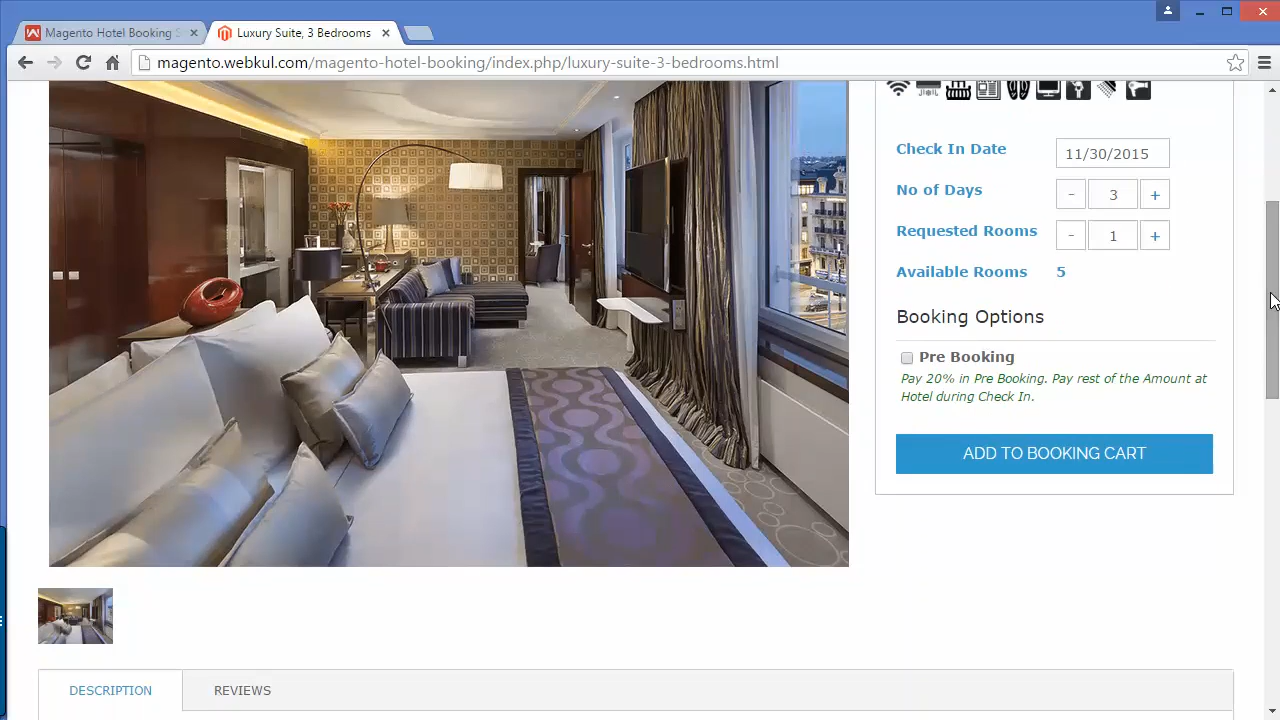 Magento Hotel Booking S
Luxury Suite, 3 Bedrooms
magento.webkul.com/magento-hotel-booking/index.php/luxury-suite-3-bedrooms.html
Check In Date 11/30/2015
No of Days - 3 +
Requested Rooms - 1 +
Available Rooms 5
Booking Options
Pre Booking
Pay 20% in Pre Booking. Pay rest of the Amount at
Hotel during Check In.
ADD TO BOOKING CART
DESCRIPTION REVIEWS